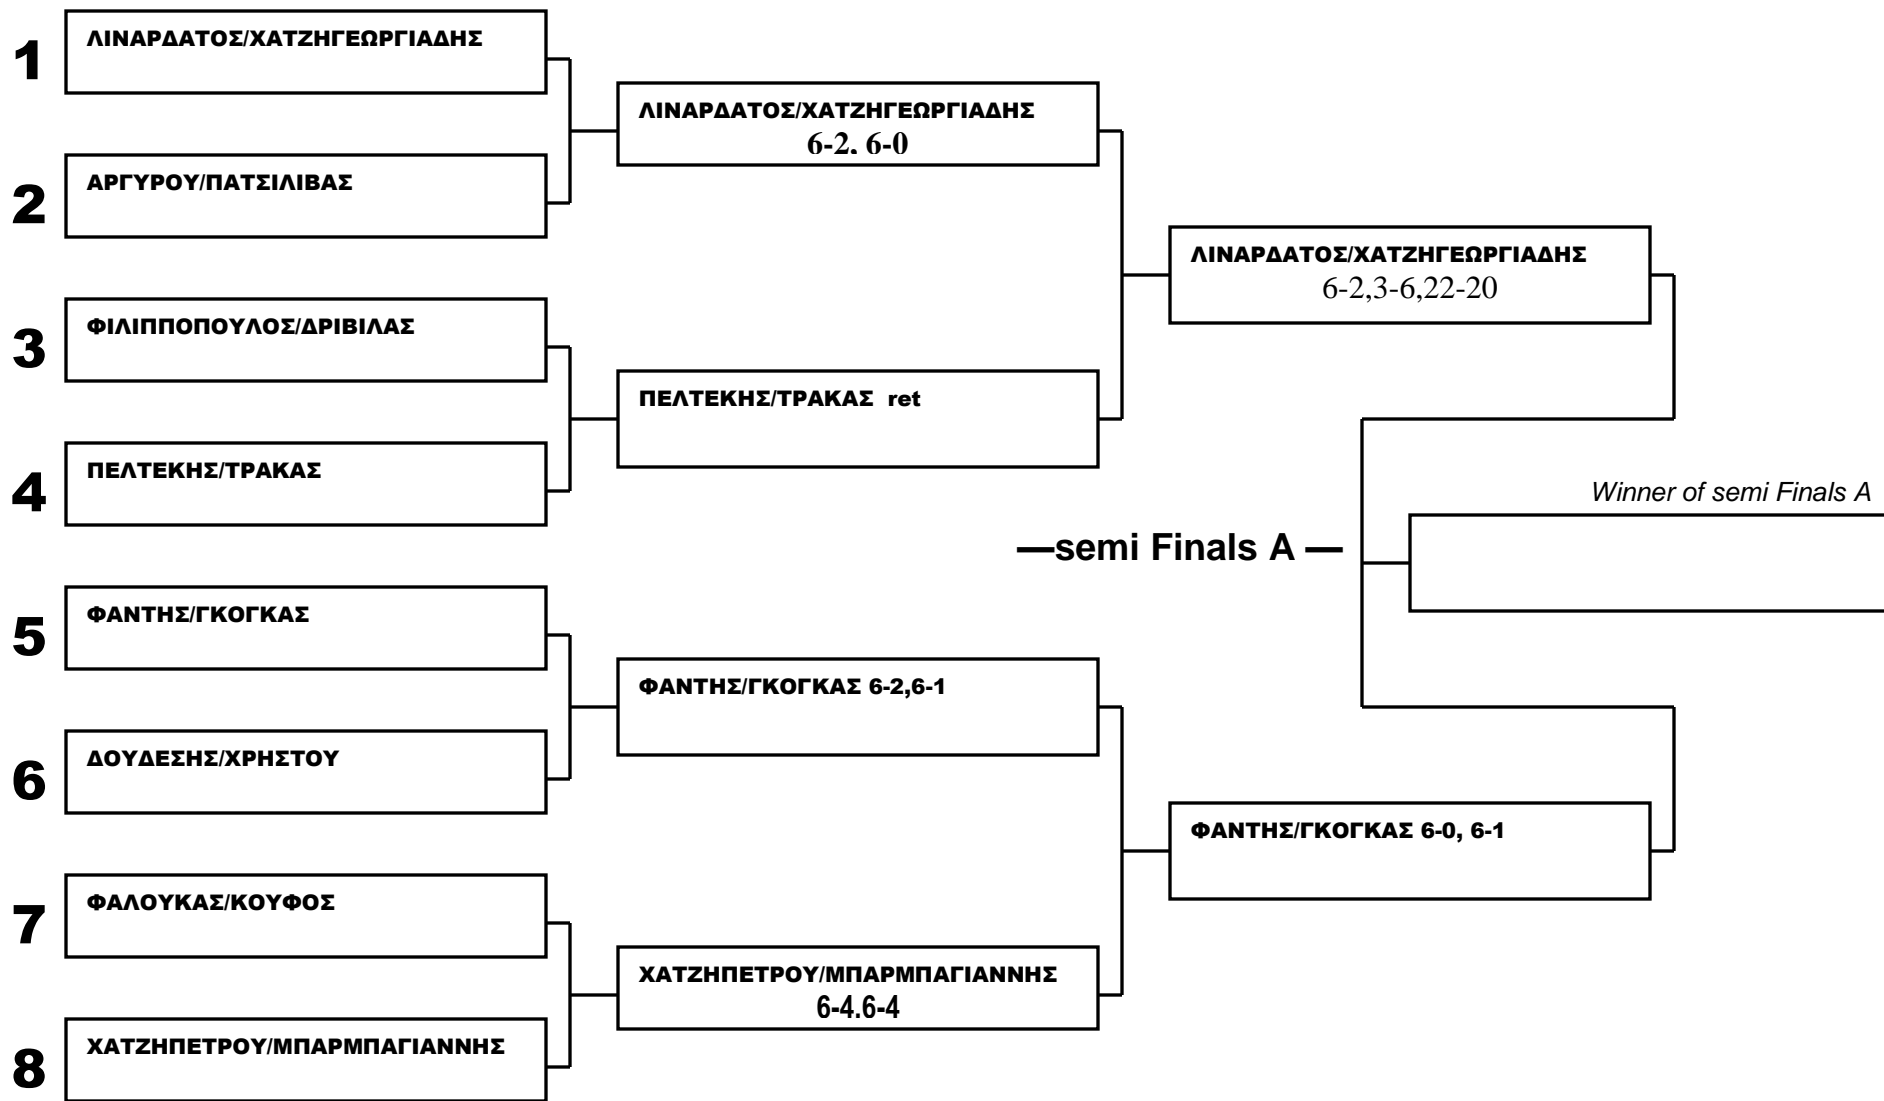 1
ΛΙΝΑΡΔΑΤΟΣ/ΧΑΤΖΗΓΕΩΡΓΙΑΔΗΣ
ΛΙΝΑΡΔΑΤΟΣ/ΧΑΤΖΗΓΕΩΡΓΙΑΔΗΣ
6-2. 6-0
2
ΑΡΓΥΡΟΥ/ΠΑΤΣΙΛΙΒΑΣ
ΛΙΝΑΡΔΑΤΟΣ/ΧΑΤΖΗΓΕΩΡΓΙΑΔΗΣ
6-2,3-6,22-20
3
ΦΙΛΙΠΠΟΠΟΥΛΟΣ/ΔΡΙΒΙΛΑΣ
ΠΕΛΤΕΚΗΣ/ΤΡΑΚΑΣ ret
4
ΠΕΛΤΕΚΗΣ/ΤΡΑΚΑΣ
Winner of semi Finals A
—semi Finals A —
5
ΦΑΝΤΗΣ/ΓΚΟΓΚΑΣ
ΦΑΝΤΗΣ/ΓΚΟΓΚΑΣ 6-2,6-1
6
ΔΟΥΔΕΣΗΣ/ΧΡΗΣΤΟΥ
ΦΑΝΤΗΣ/ΓΚΟΓΚΑΣ 6-0, 6-1
7
ΦΑΛΟΥΚΑΣ/ΚΟΥΦΟΣ
ΧΑΤΖΗΠΕΤΡΟΥ/ΜΠΑΡΜΠΑΓΙΑΝΝΗΣ
6-4.6-4
8
ΧΑΤΖΗΠΕΤΡΟΥ/ΜΠΑΡΜΠΑΓΙΑΝΝΗΣ